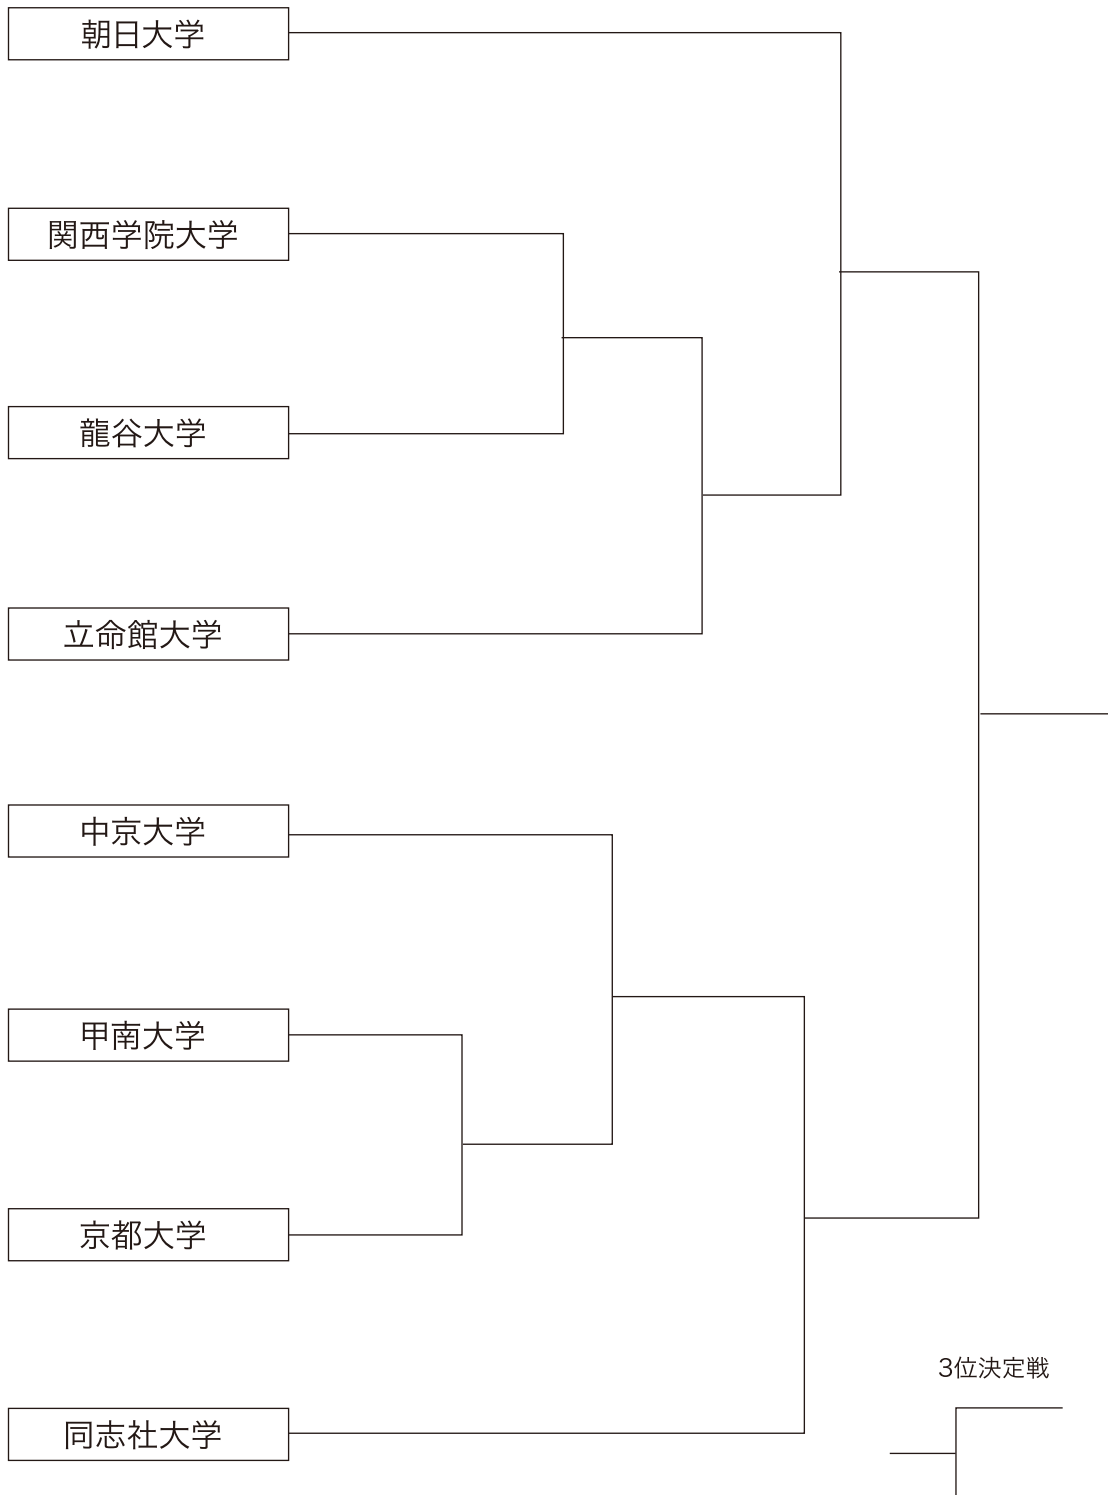 朝日大学
関西学院大学
龍谷大学
立命館大学
中京大学
甲南大学
京都大学
同志社大学
3位決定戦